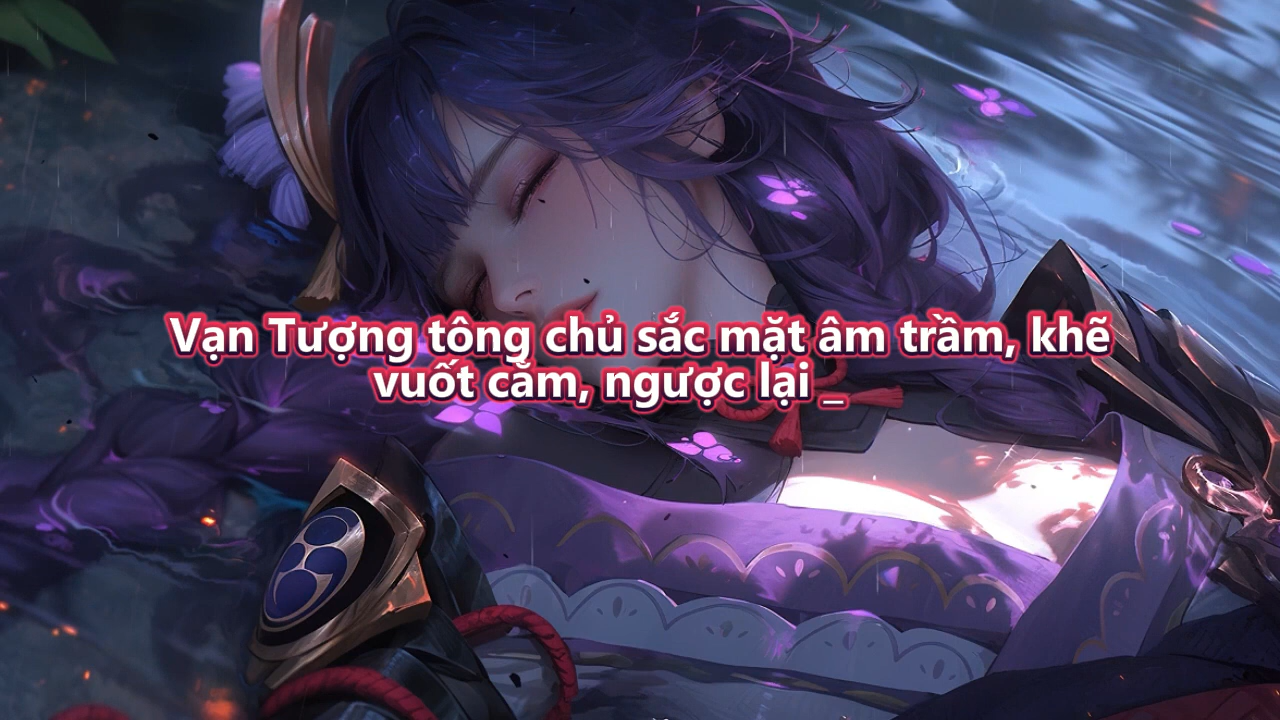 Vạn Tượng tông chủ sắc mặt âm trầm, khẽ
vuốt cằm, ngược lại _